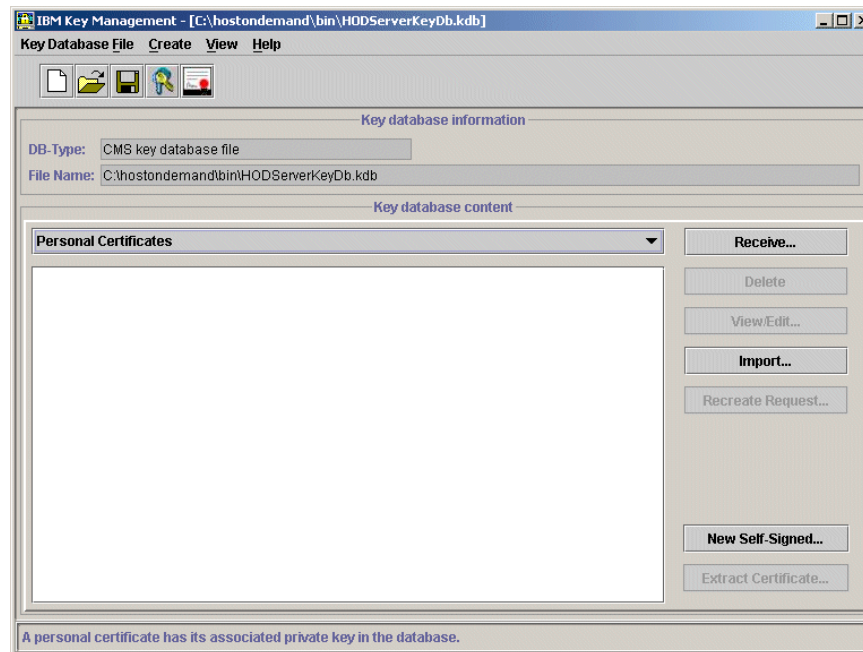 IBM Key Management - [C:\hostondemand\bin\HODServerKeyDb.kdb]
Key Database File Create View Help
Key database information
DB-Type: CMS key database file
File Name: C:\hostondemand\bin\HODServerKeyDb.kdb
Key database content
Personal Certificates
Receive...
Delete
View/Edit...
Import...
Recreate Request...
New Self-Signed...
Extract Certificate...
A personal certificate has its associated private key in the database.